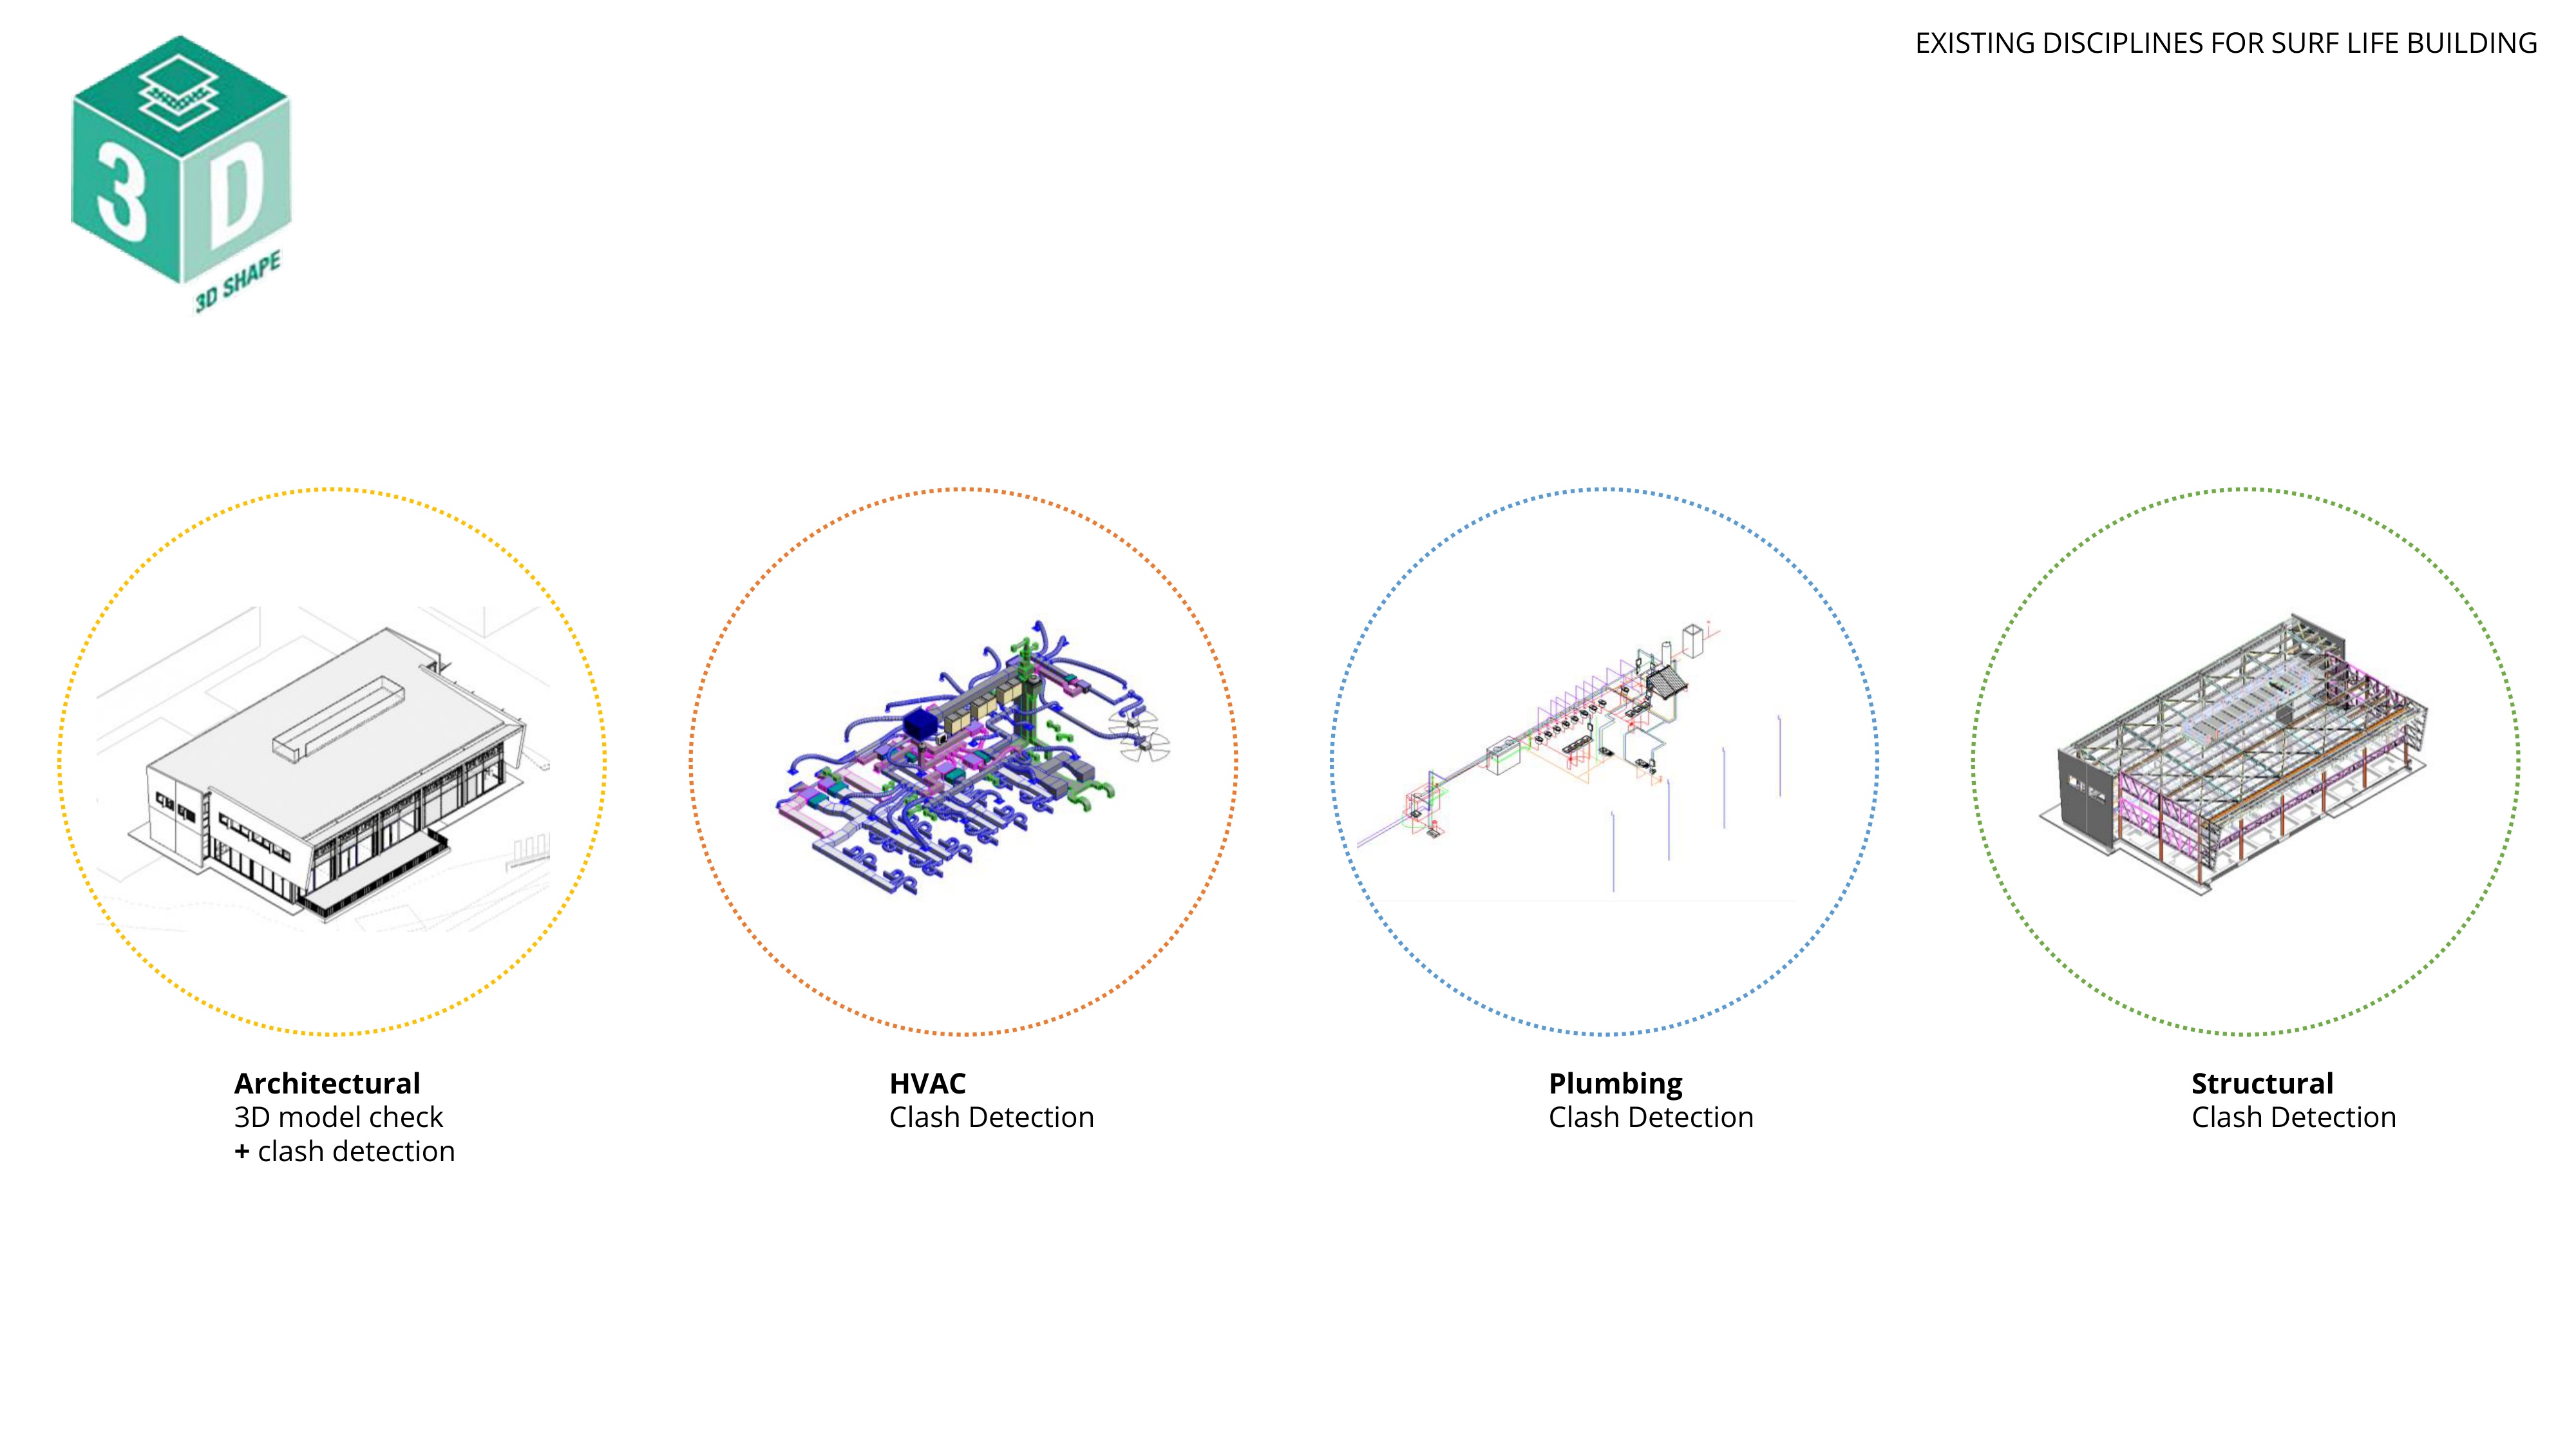 EXISTING DISCIPLINES FOR SURF LIFE BUILDING
3 D
3D SHAPE
Architectural
3D model check
+ clash detection
HVAC
Clash Detection
Plumbing
Clash Detection
Structural
Clash Detection